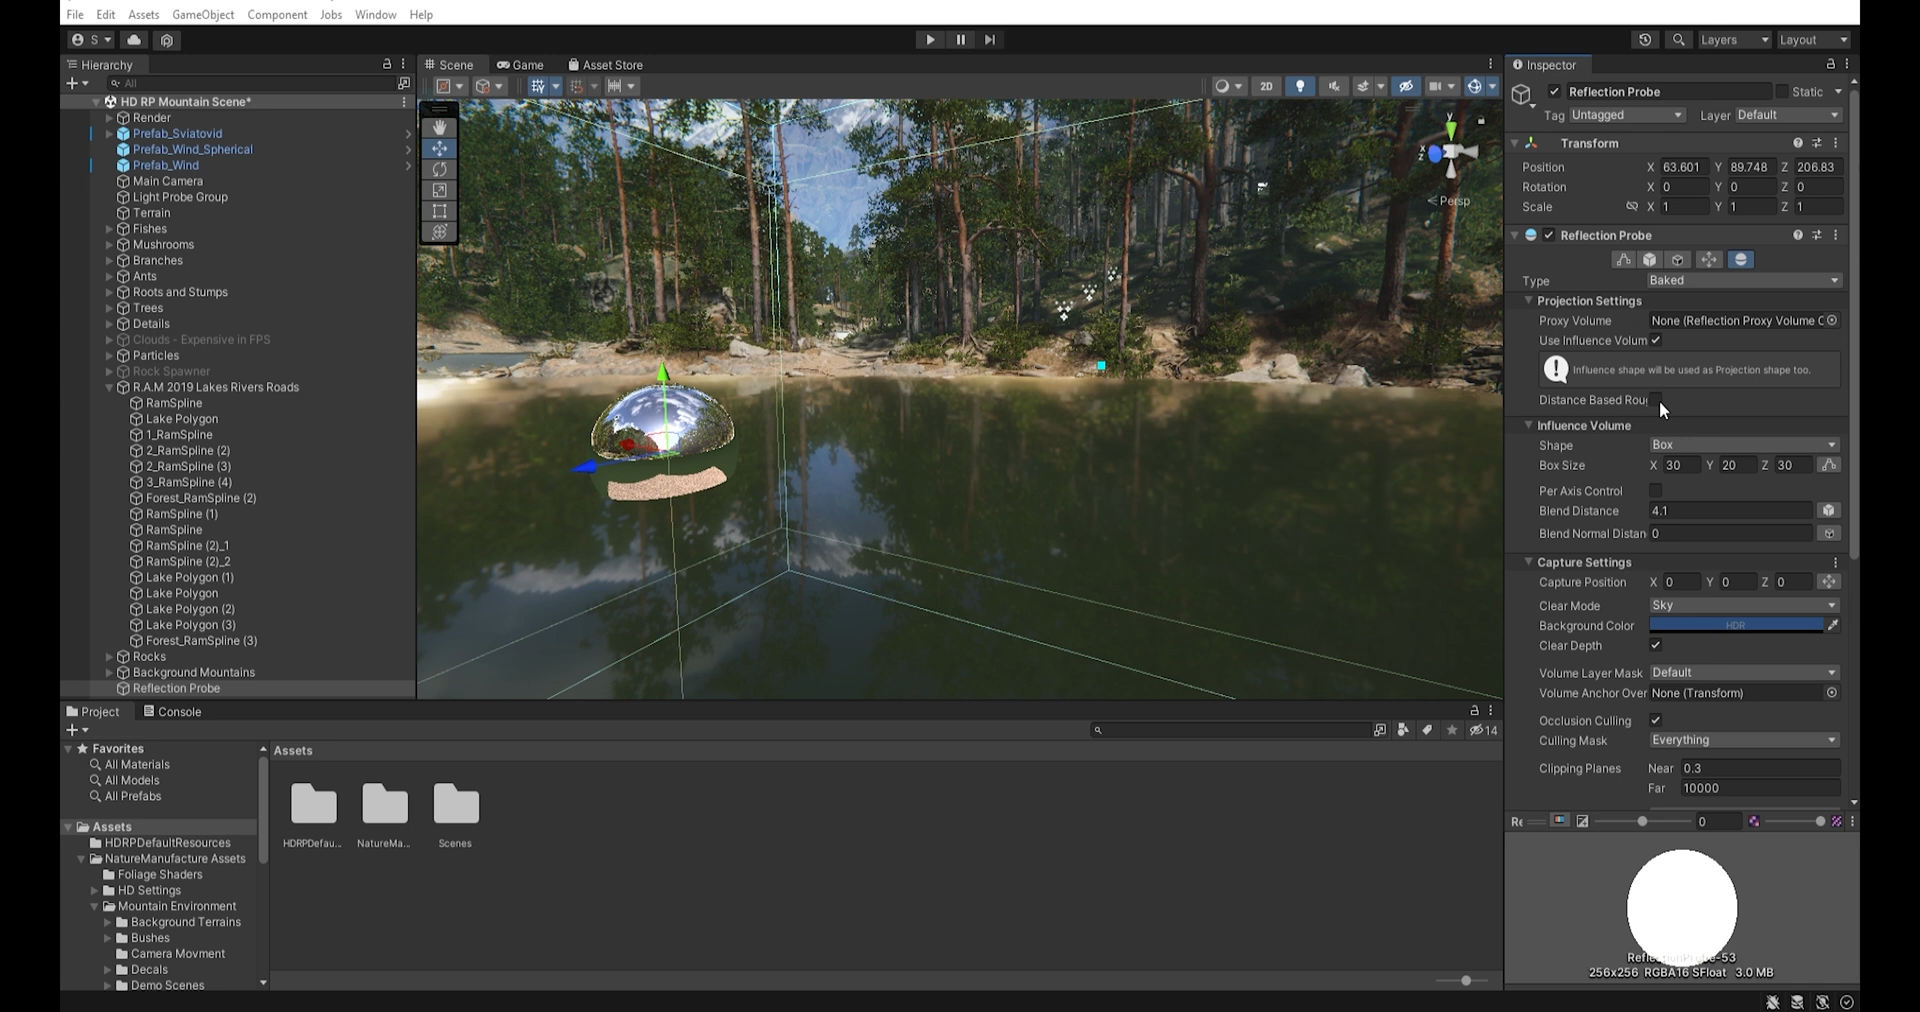 File Edit Assets GameObject Component Jobs Window Help
S Layers Layout
Hierarchy
All
HD RP Mountain Scene*
Render
Prefab_Sviatovid
Prefab_Wind_Spherical
Prefab_Wind
Main Camera
Light Probe Group
Terrain
Fishes
Mushrooms
Branches
Ants
Roots and Stumps
Trees
Details
Clouds - Expensive in FPS
Particles
Rock Spawner
R.A.M 2019 Lakes Rivers Roads
RamSpline
Lake Polygon
1_RamSpline
2_RamSpline (2)
2_RamSpline (3)
3_RamSpline (4)
Forest_RamSpline (2)
RamSpline (1)
RamSpline
RamSpline (2)_1
RamSpline (2)_2
Lake Polygon (1)
Lake Polygon
Lake Polygon (2)
Lake Polygon (3)
Forest_RamSpline (3)
Rocks
Background Mountains
Reflection Probe
Scene Game Asset Store
2D
y
x
z
Persp
Inspector
Reflection Probe Static
Tag Untagged Layer Default
Transform
Position X 63.601 Y 89.748 Z 206.83
Rotation X 0 Y 0 Z 0
Scale X 1 Y 1 Z 1
Reflection Probe
Type Baked
Projection Settings
Proxy Volume None (Reflection Proxy Volume C
Use Influence Volum
Influence shape will be used as Projection shape too.
Distance Based Rou
Influence Volume
Shape Box
Box Size X 30 Y 20 Z 30
Per Axis Control
Blend Distance 4.1
Blend Normal Distan 0
Capture Settings
Capture Position X 0 Y 0 Z 0
Clear Mode Sky
Background Color HDR
Clear Depth
Volume Layer Mask Default
Volume Anchor Over None (Transform)
Occlusion Culling
Culling Mask Everything
Clipping Planes Near 0.3
Far 10000
Re 0
256x256 RGBA16 SFloat 3.0 MB
Project Console
14
Favorites
All Materials
All Models
All Prefabs
Assets
HDRPDefaultResources
NatureManufacture Assets
Foliage Shaders
HD Settings
Mountain Environment
Background Terrains
Bushes
Camera Movment
Decals
Demo Scenes
Assets
HDRPDefau... NatureMa... Scenes